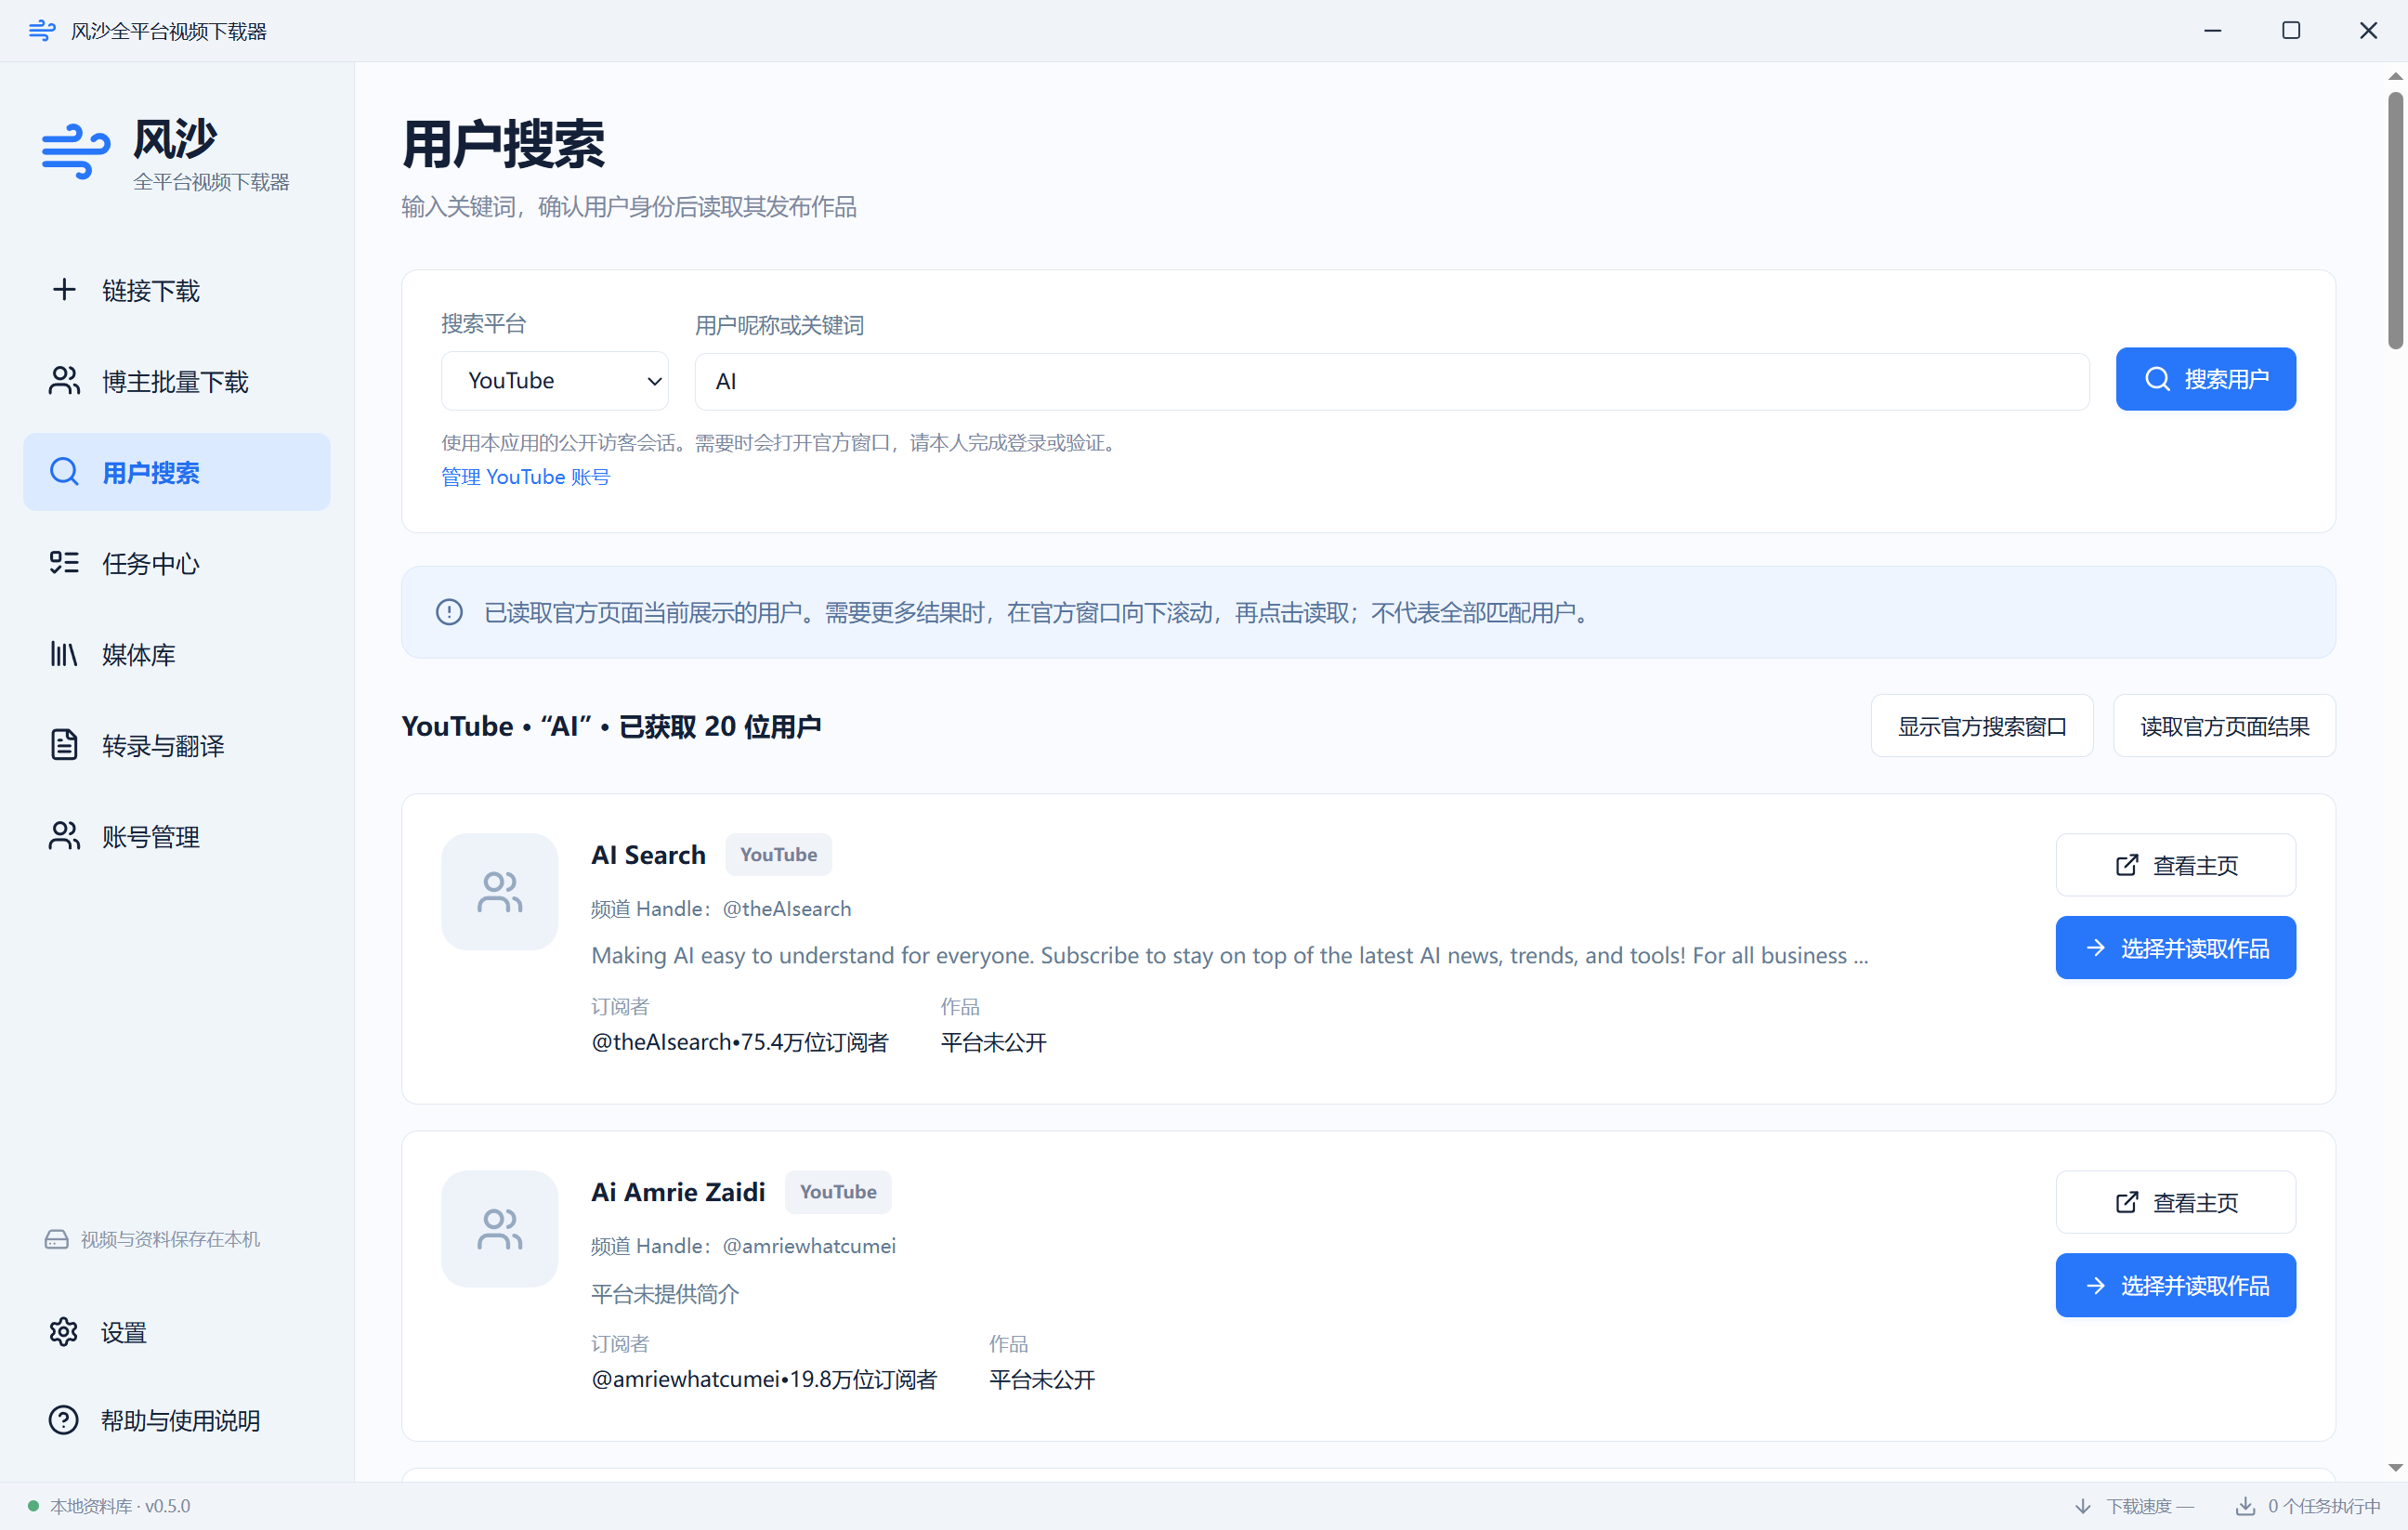 风沙全平台视频下载器
风沙
全平台视频下载器
链接下载
博主批量下载
用户搜索
任务中心
媒体库
转录与翻译
账号管理
视频与资料保存在本机
设置
帮助与使用说明
用户搜索
输入关键词，确认用户身份后读取其发布作品
搜索平台
用户昵称或关键词
YouTube
AI
搜索用户
使用本应用的公开访客会话。需要时会打开官方窗口，请本人完成登录或验证。
管理 YouTube 账号
已读取官方页面当前展示的用户。需要更多结果时，在官方窗口向下滚动，再点击读取；不代表全部匹配用户。
YouTube • “AI” • 已获取 20 位用户
显示官方搜索窗口
读取官方页面结果
AI Search YouTube
频道 Handle：@theAIsearch
Making AI easy to understand for everyone. Subscribe to stay on top of the latest AI news, trends, and tools! For all business ...
订阅者 作品
@theAIsearch•75.4万位订阅者 平台未公开
查看主页
选择并读取作品
Ai Amrie Zaidi YouTube
频道 Handle：@amriewhatcumei
平台未提供简介
订阅者 作品
@amriewhatcumei•19.8万位订阅者 平台未公开
查看主页
选择并读取作品
本地资料库 · v0.5.0
下载速度 —
0 个任务执行中